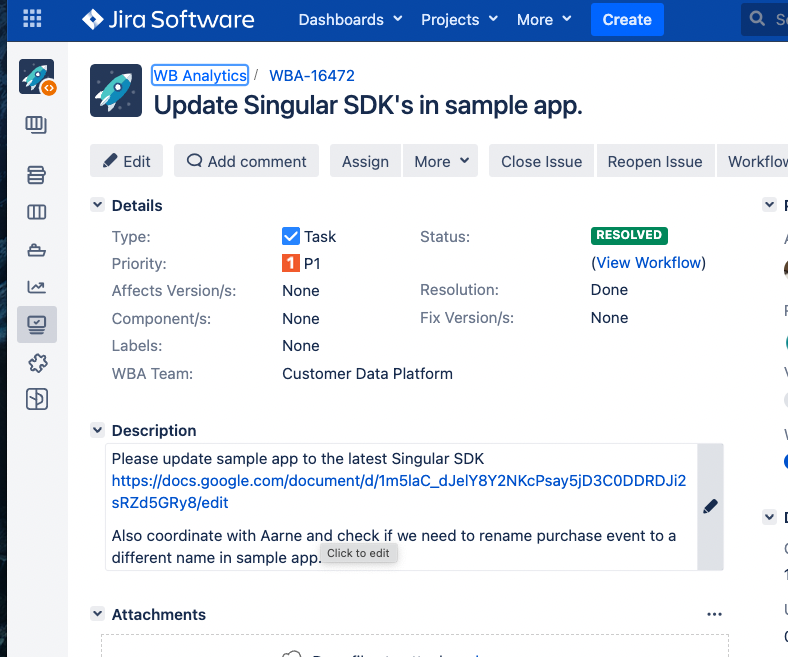 Jira Software Dashboards Projects More Create
WB Analytics / WBA-16472
Update Singular SDK's in sample app.
Edit Add comment Assign More Close Issue Reopen Issue
Details
Type: Task Status: RESOLVED
Priority: 1 P1 (View Workflow)
Affects Version/s: None Resolution: Done
Component/s: None Fix Version/s: None
Labels: None
WBA Team: Customer Data Platform
Description
Please update sample app to the latest Singular SDK
https://docs.google.com/document/d/1m5laC_dJelY8Y2NKcPsay5jD3C0DDRDJi2
sRZd5GRy8/edit
Also coordinate with Aarne and check if we need to rename purchase event to a
different name in sample app.
Click to edit
Attachments